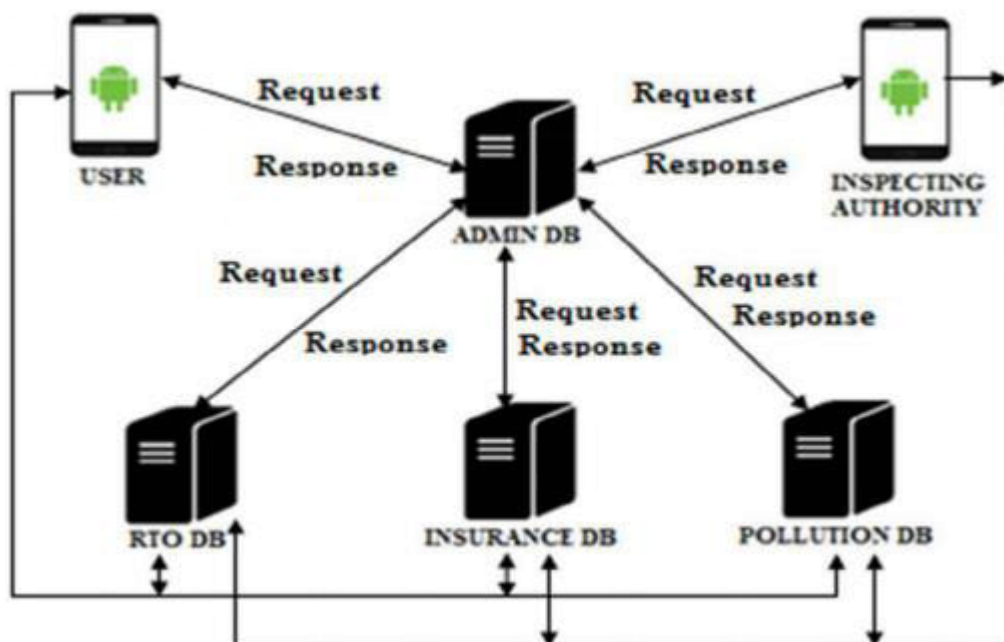 Request
Request
Response
Response
USER
INSPECTING
AUTHORITY
ADMIN DB
Request
Request
Request
Response
Response
Response
RTO DB
INSURANCE DB
POLLUTION DB